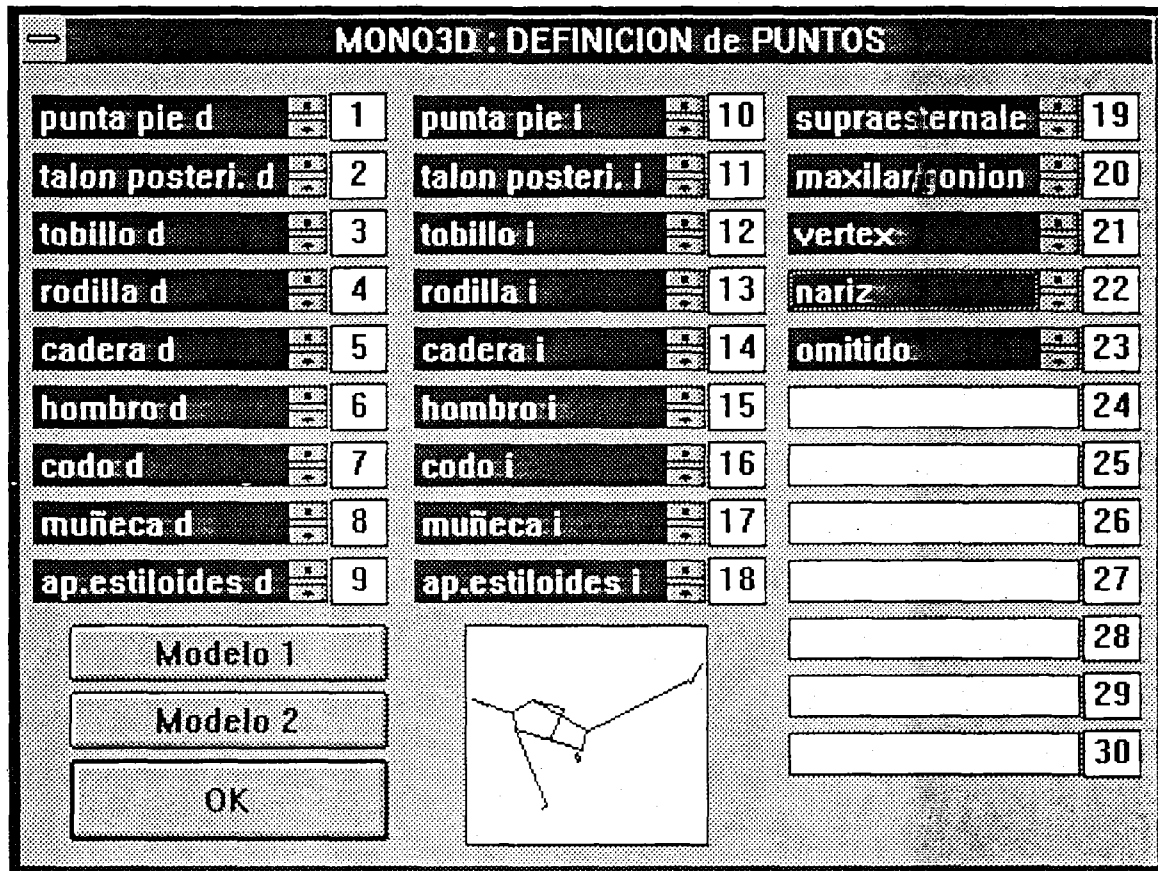 MONO3D : DEFINICION de PUNTOS
punta pie d 1
talon posteri. d 2
tobillo d 3
rodilla d 4
cadera d 5
hombro d 6
codo d 7
muñeca d 8
ap.estiloides d 9
punta pie i 10
talon posteri. i 11
tobillo i 12
rodilla i 13
cadera i 14
hombro i 15
codo i 16
muñeca i 17
ap.estiloides i 18
supraesternale 19
maxilar/gonion 20
vertex 21
nariz 22
omitido 23
24
25
26
27
28
29
30
Modelo 1
Modelo 2
OK